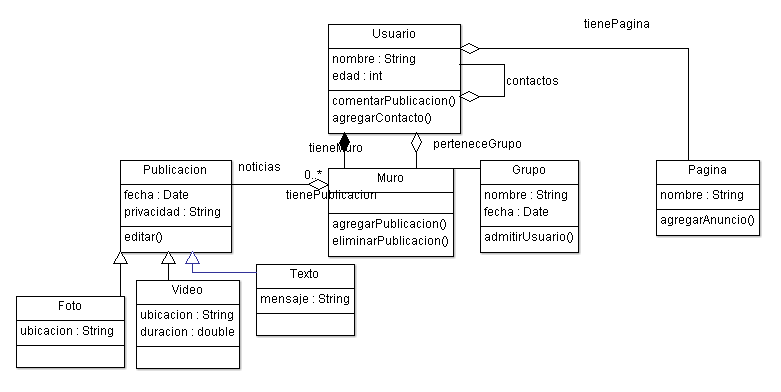 Usuario
nombre : String
edad : int
comentarPublicacion()
agregarContacto()
tienePagina
contactos
tieneMuro
perteneceGrupo
Publicacion
fecha : Date
privacidad : String
editar()
noticias
0..*
tienePublicacion
Muro
agregarPublicacion()
eliminarPublicacion()
Grupo
nombre : String
fecha : Date
admitirUsuario()
Pagina
nombre : String
agregarAnuncio()
Foto
ubicacion : String
Video
ubicacion : String
duracion : double
Texto
mensaje : String